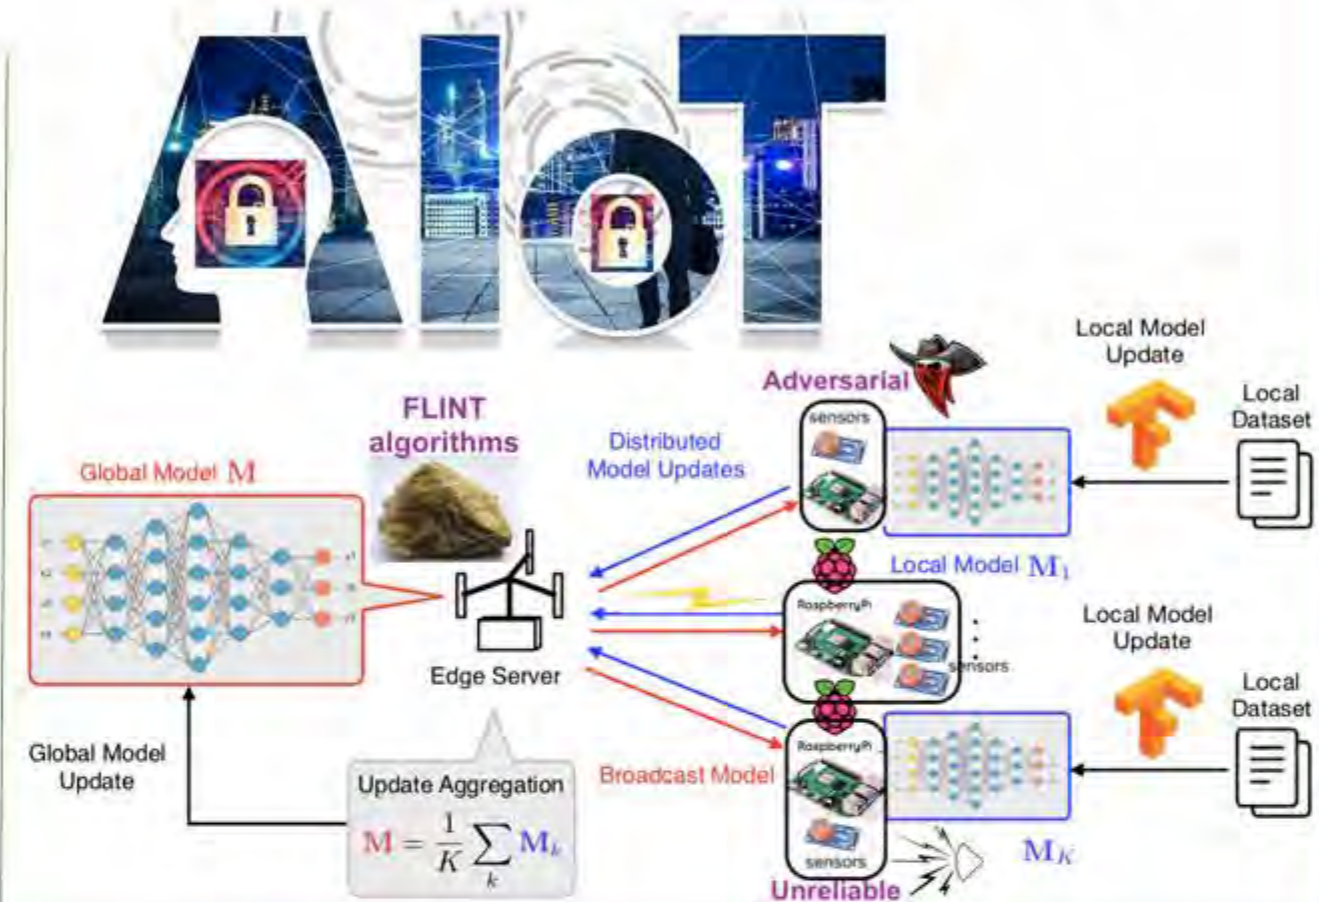 AIoT
Adversarial
Local Model
Update
Local
Dataset
FLINT
algorithms
Distributed
Model Updates
sensors
Global Model M
Local Model M₁
RaspberryPi
sensors
Local Model
Update
Edge Server
Local
Dataset
Global Model
Update
Broadcast Model
RaspberryPi
Update Aggregation
M = 1/K ∑ₖ Mₖ
sensors
M_K
Unreliable